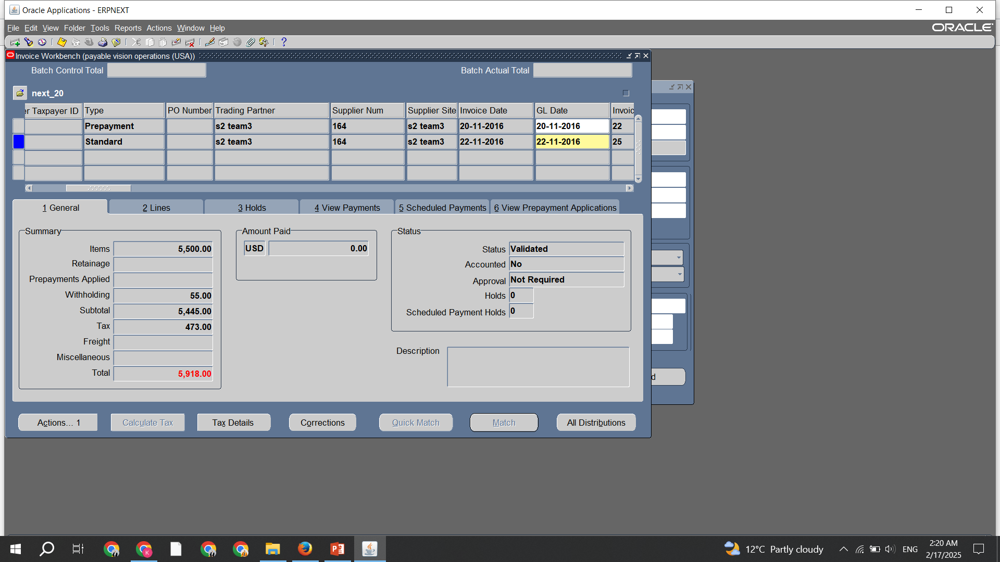 Oracle Applications - ERPNEXT
File Edit View Folder Tools Reports Actions Window Help
ORACLE
Invoice Workbench (payable vision operations (USA))
Batch Control Total
Batch Actual Total
next_20
er Taxpayer ID Type PO Number Trading Partner Supplier Num Supplier Site Invoice Date GL Date Invoic
Prepayment s2 team3 164 s2 team3 20-11-2016 20-11-2016 22
Standard s2 team3 164 s2 team3 22-11-2016 22-11-2016 25
1 General 2 Lines 3 Holds 4 View Payments 5 Scheduled Payments 6 View Prepayment Applications
Summary
Items 5,500.00
Retainage
Prepayments Applied
Withholding 55.00
Subtotal 5,445.00
Tax 473.00
Freight
Miscellaneous
Total 5,918.00
Amount Paid
USD 0.00
Status
Status Validated
Accounted No
Approval Not Required
Holds 0
Scheduled Payment Holds 0
Description
d
Actions... 1 Calculate Tax Tax Details Corrections Quick Match Match All Distributions
12°C Partly cloudy
ENG
2:20 AM
2/17/2025